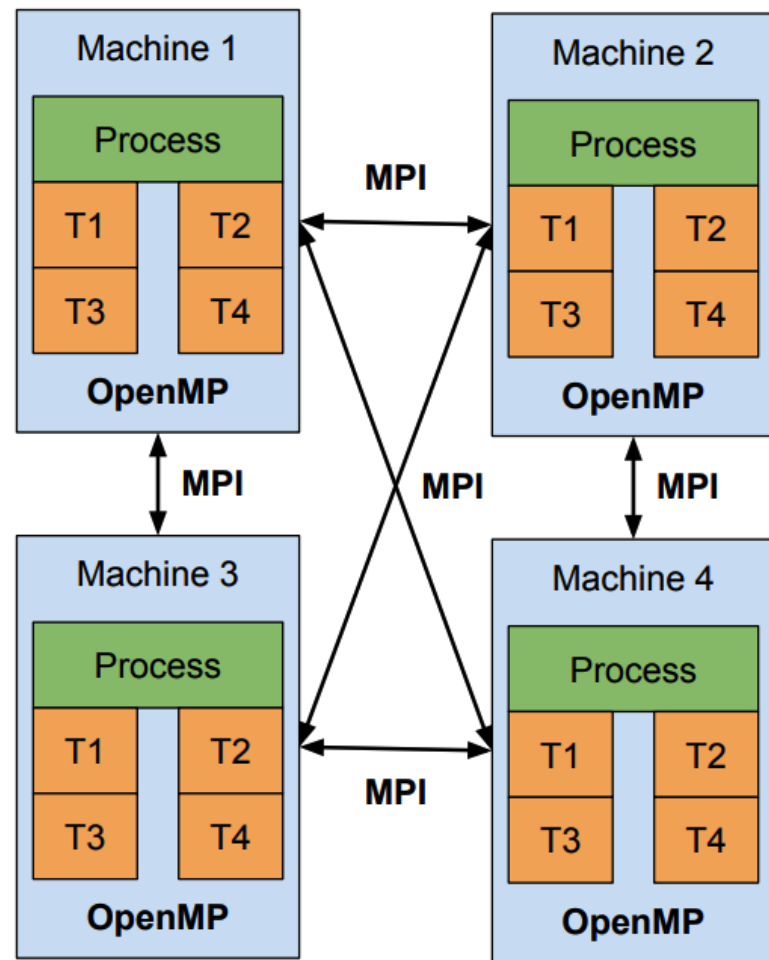 Machine 1
Process
T1 T2
T3 T4
OpenMP
MPI
Machine 2
Process
T1 T2
T3 T4
OpenMP
MPI
MPI
MPI
Machine 3
Process
T1 T2
T3 T4
OpenMP
MPI
Machine 4
Process
T1 T2
T3 T4
OpenMP